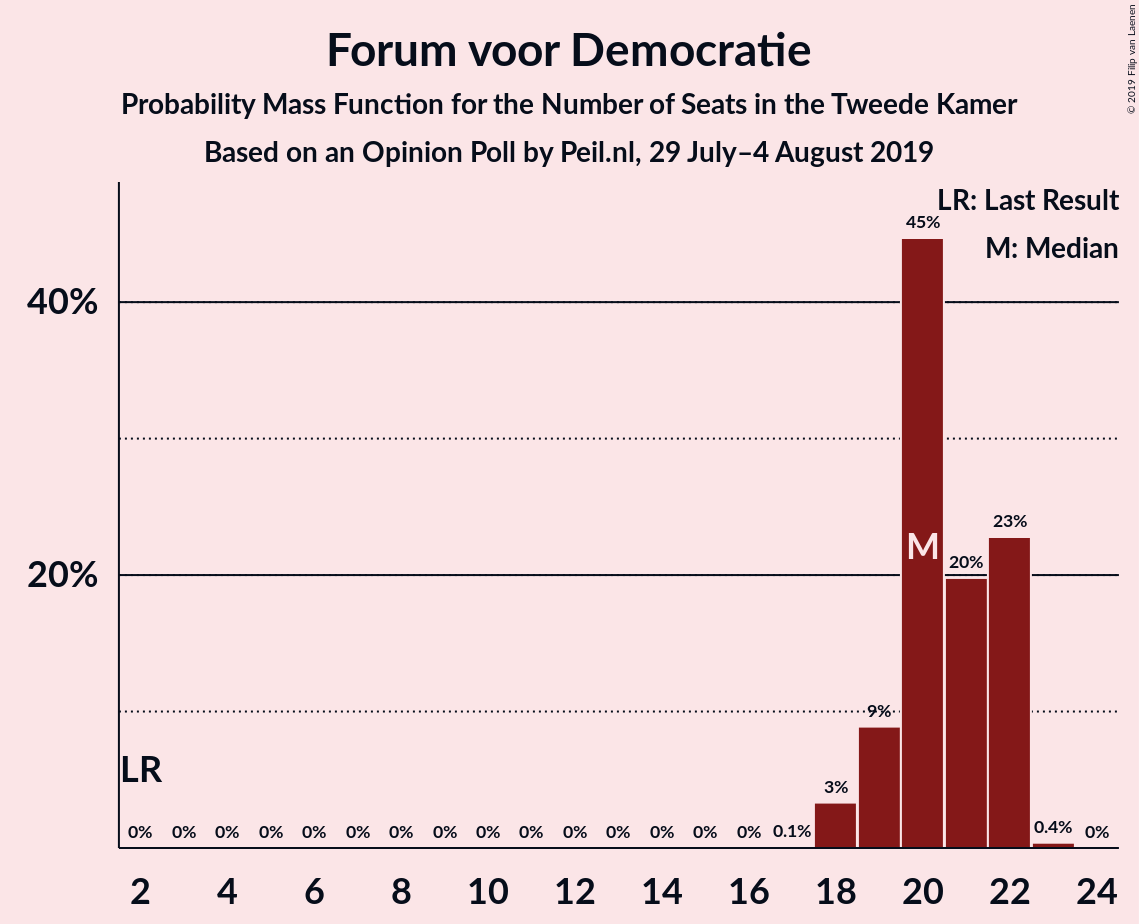 © 2019 Filip van Laenen
Forum voor Democratie
Probability Mass Function for the Number of Seats in the Tweede Kamer
Based on an Opinion Poll by Peil.nl, 29 July–4 August 2019
LR: Last Result
M: Median
45%
40%
M
23%
20%
20%
9%
LR
3%
0% 0% 0% 0% 0% 0% 0% 0% 0% 0% 0% 0% 0% 0% 0% 0.1% 0.4% 0%
2 4 6 8 10 12 14 16 18 20 22 24